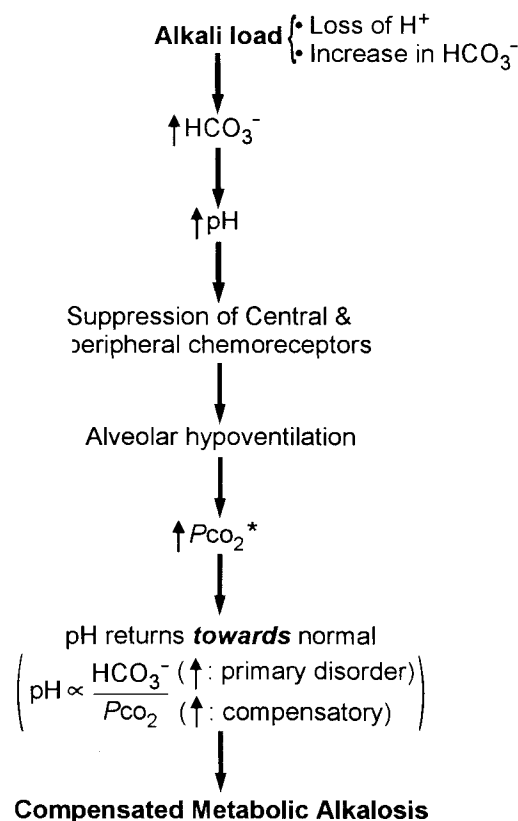 Alkali load { • Loss of H⁺
• Increase in HCO₃⁻
↑HCO₃⁻
↑pH
Suppression of Central &
peripheral chemoreceptors
Alveolar hypoventilation
↑Pco₂*
pH returns towards normal
(pH ∝ HCO₃⁻ (↑: primary disorder)
Pco₂ (↑: compensatory))
Compensated Metabolic Alkalosis